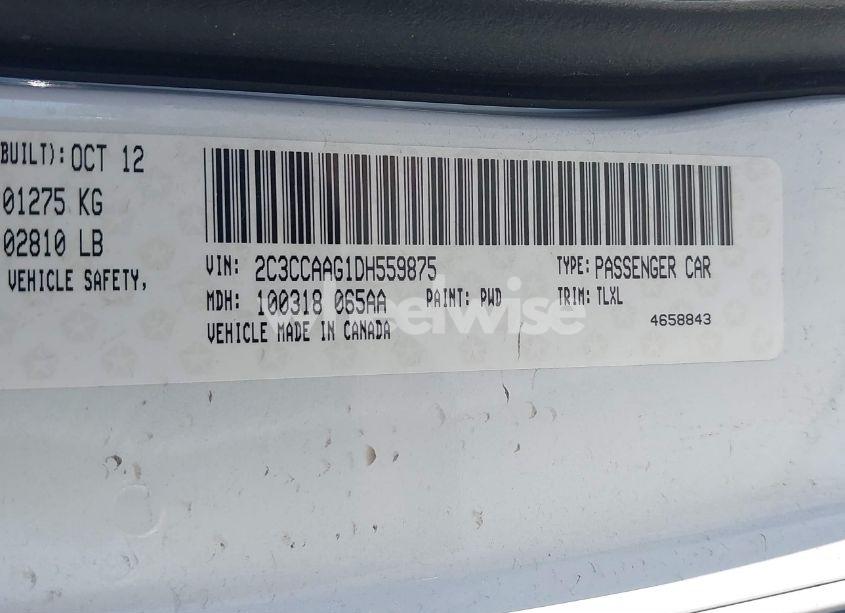 BUILT): OCT 12
01275 KG
02810 LB
VEHICLE SAFETY,
VIN: 2C3CCAAG1DH559875 TYPE: PASSENGER CAR
MDH: 100318 065AA PAINT: PWD TRIM: TLXL
VEHICLE MADE IN CANADA
4658843
wheelwise